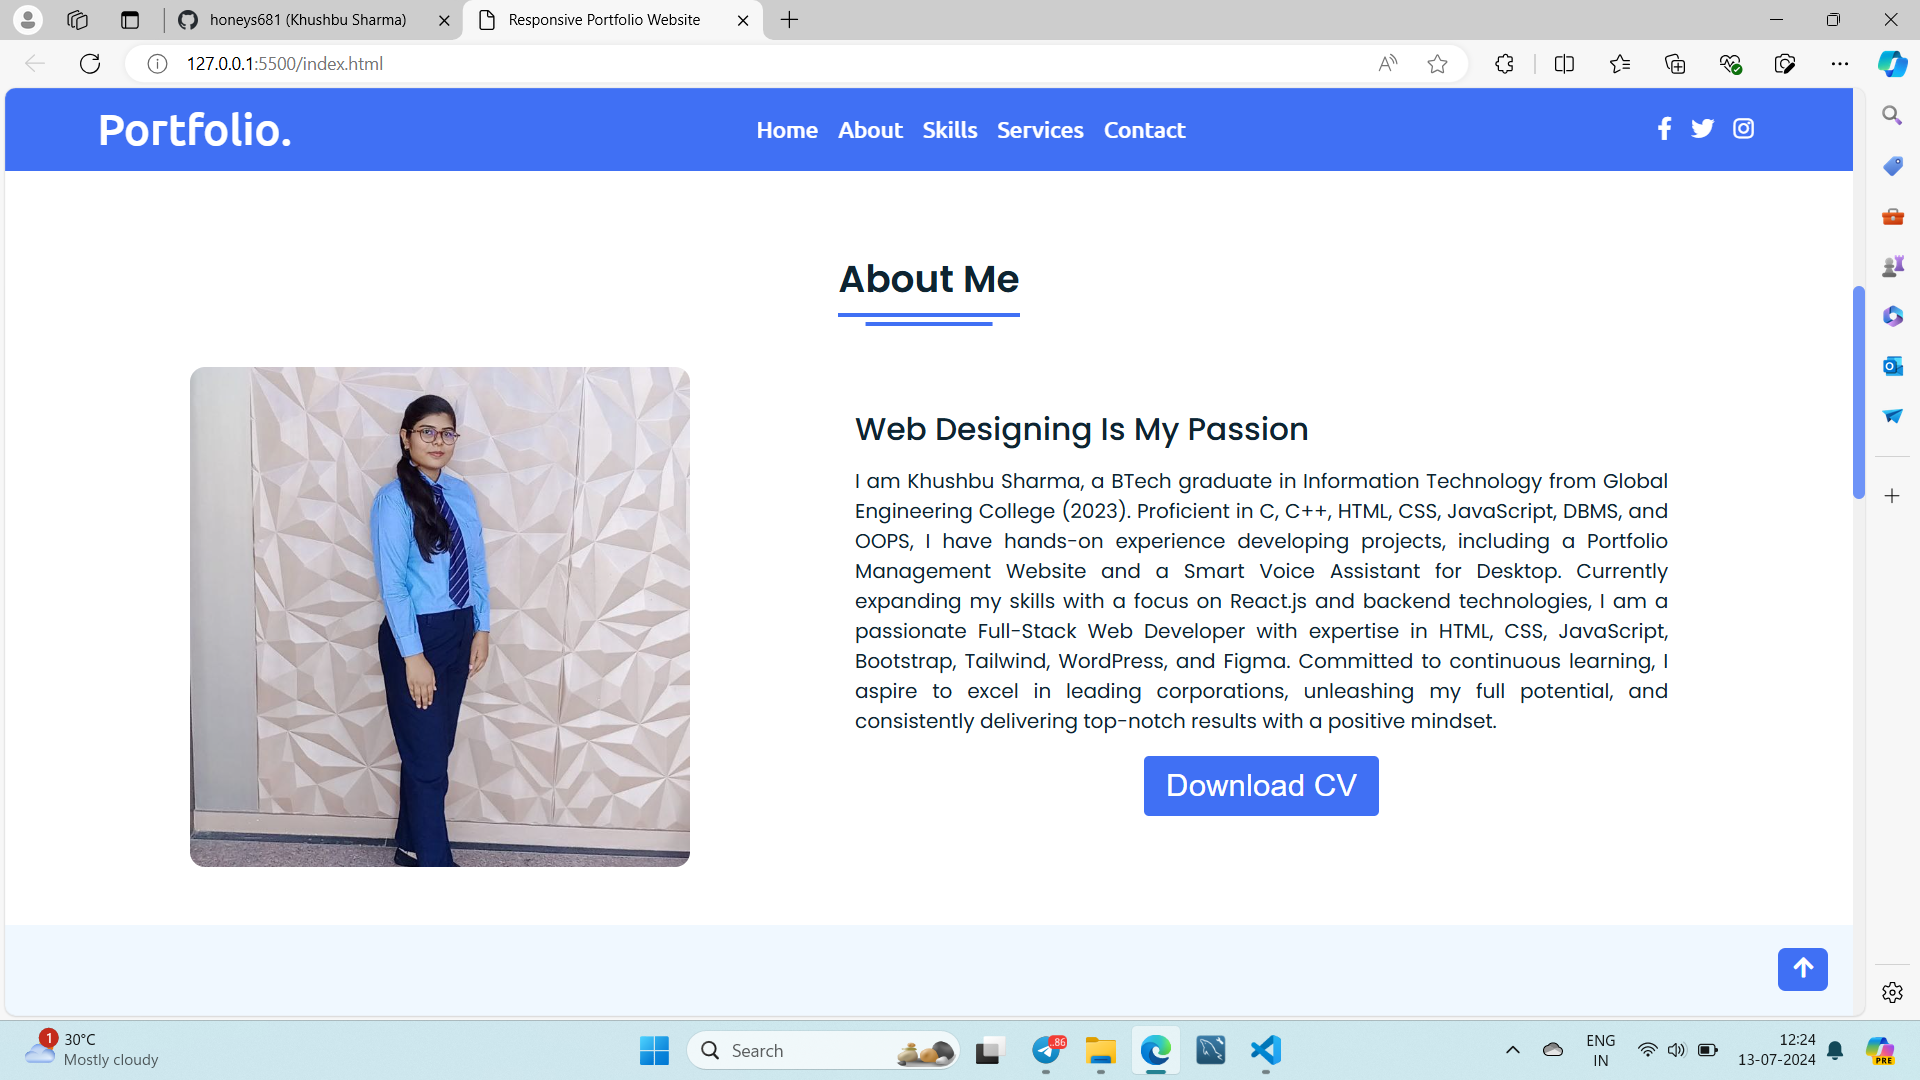 honeys681 (Khushbu Sharma)
Responsive Portfolio Website
127.0.0.1:5500/index.html
Portfolio.
Home About Skills Services Contact
About Me
Web Designing Is My Passion
I am Khushbu Sharma, a BTech graduate in Information Technology from Global
Engineering College (2023). Proficient in C, C++, HTML, CSS, JavaScript, DBMS, and
OOPS, I have hands-on experience developing projects, including a Portfolio
Management Website and a Smart Voice Assistant for Desktop. Currently
expanding my skills with a focus on React.js and backend technologies, I am a
passionate Full-Stack Web Developer with expertise in HTML, CSS, JavaScript,
Bootstrap, Tailwind, WordPress, and Figma. Committed to continuous learning, I
aspire to excel in leading corporations, unleashing my full potential, and
consistently delivering top-notch results with a positive mindset.
Download CV
1
30°C
Mostly cloudy
Search
..86
ENG
IN
12:24
13-07-2024
PRE